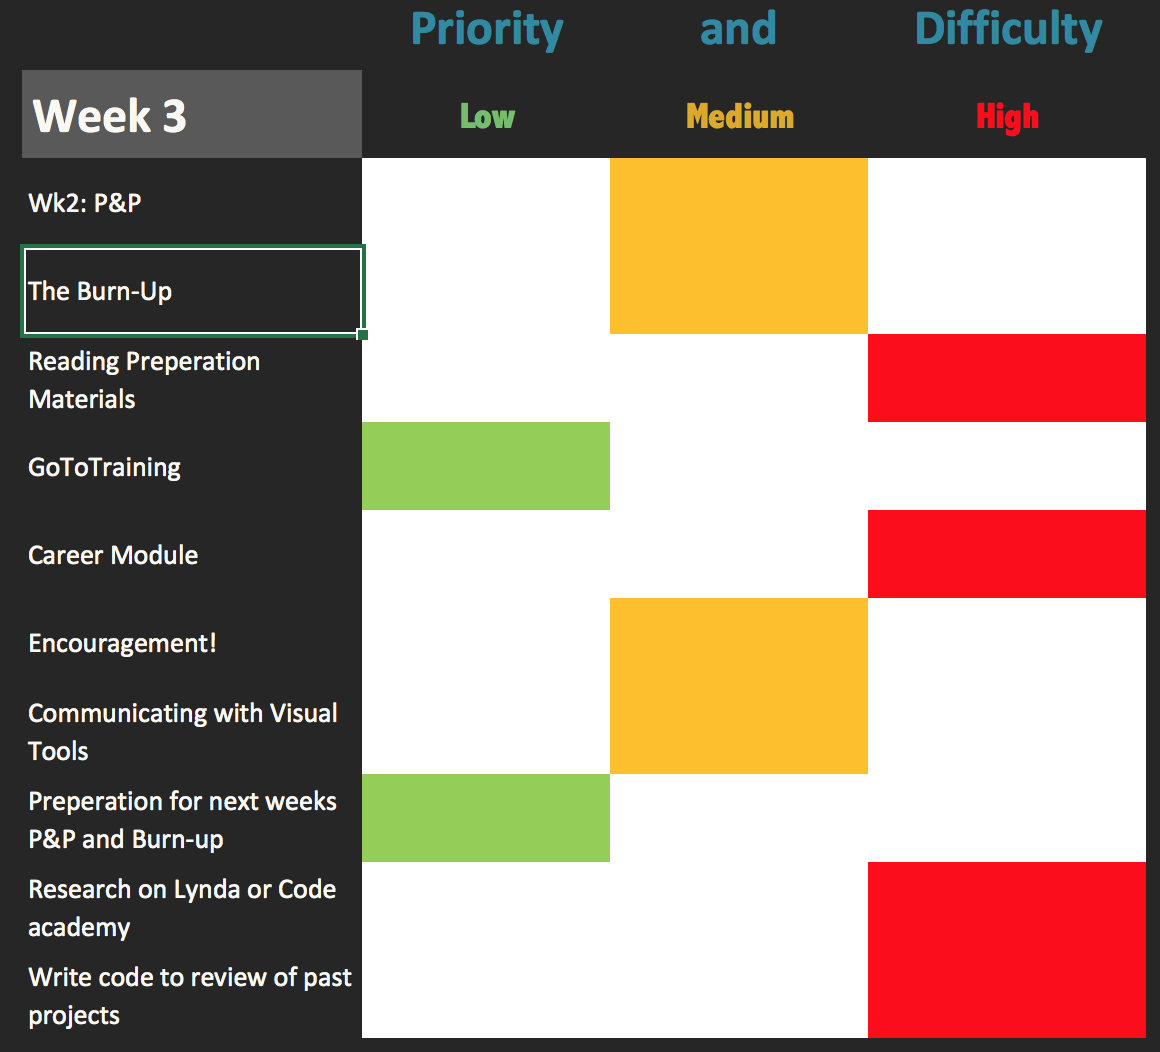 Priority and Difficulty
Week 3 Low Medium High
Wk2: P&P
The Burn-Up
Reading Preperation
Materials
GoToTraining
Career Module
Encouragement!
Communicating with Visual
Tools
Preperation for next weeks
P&P and Burn-up
Research on Lynda or Code
academy
Write code to review of past
projects